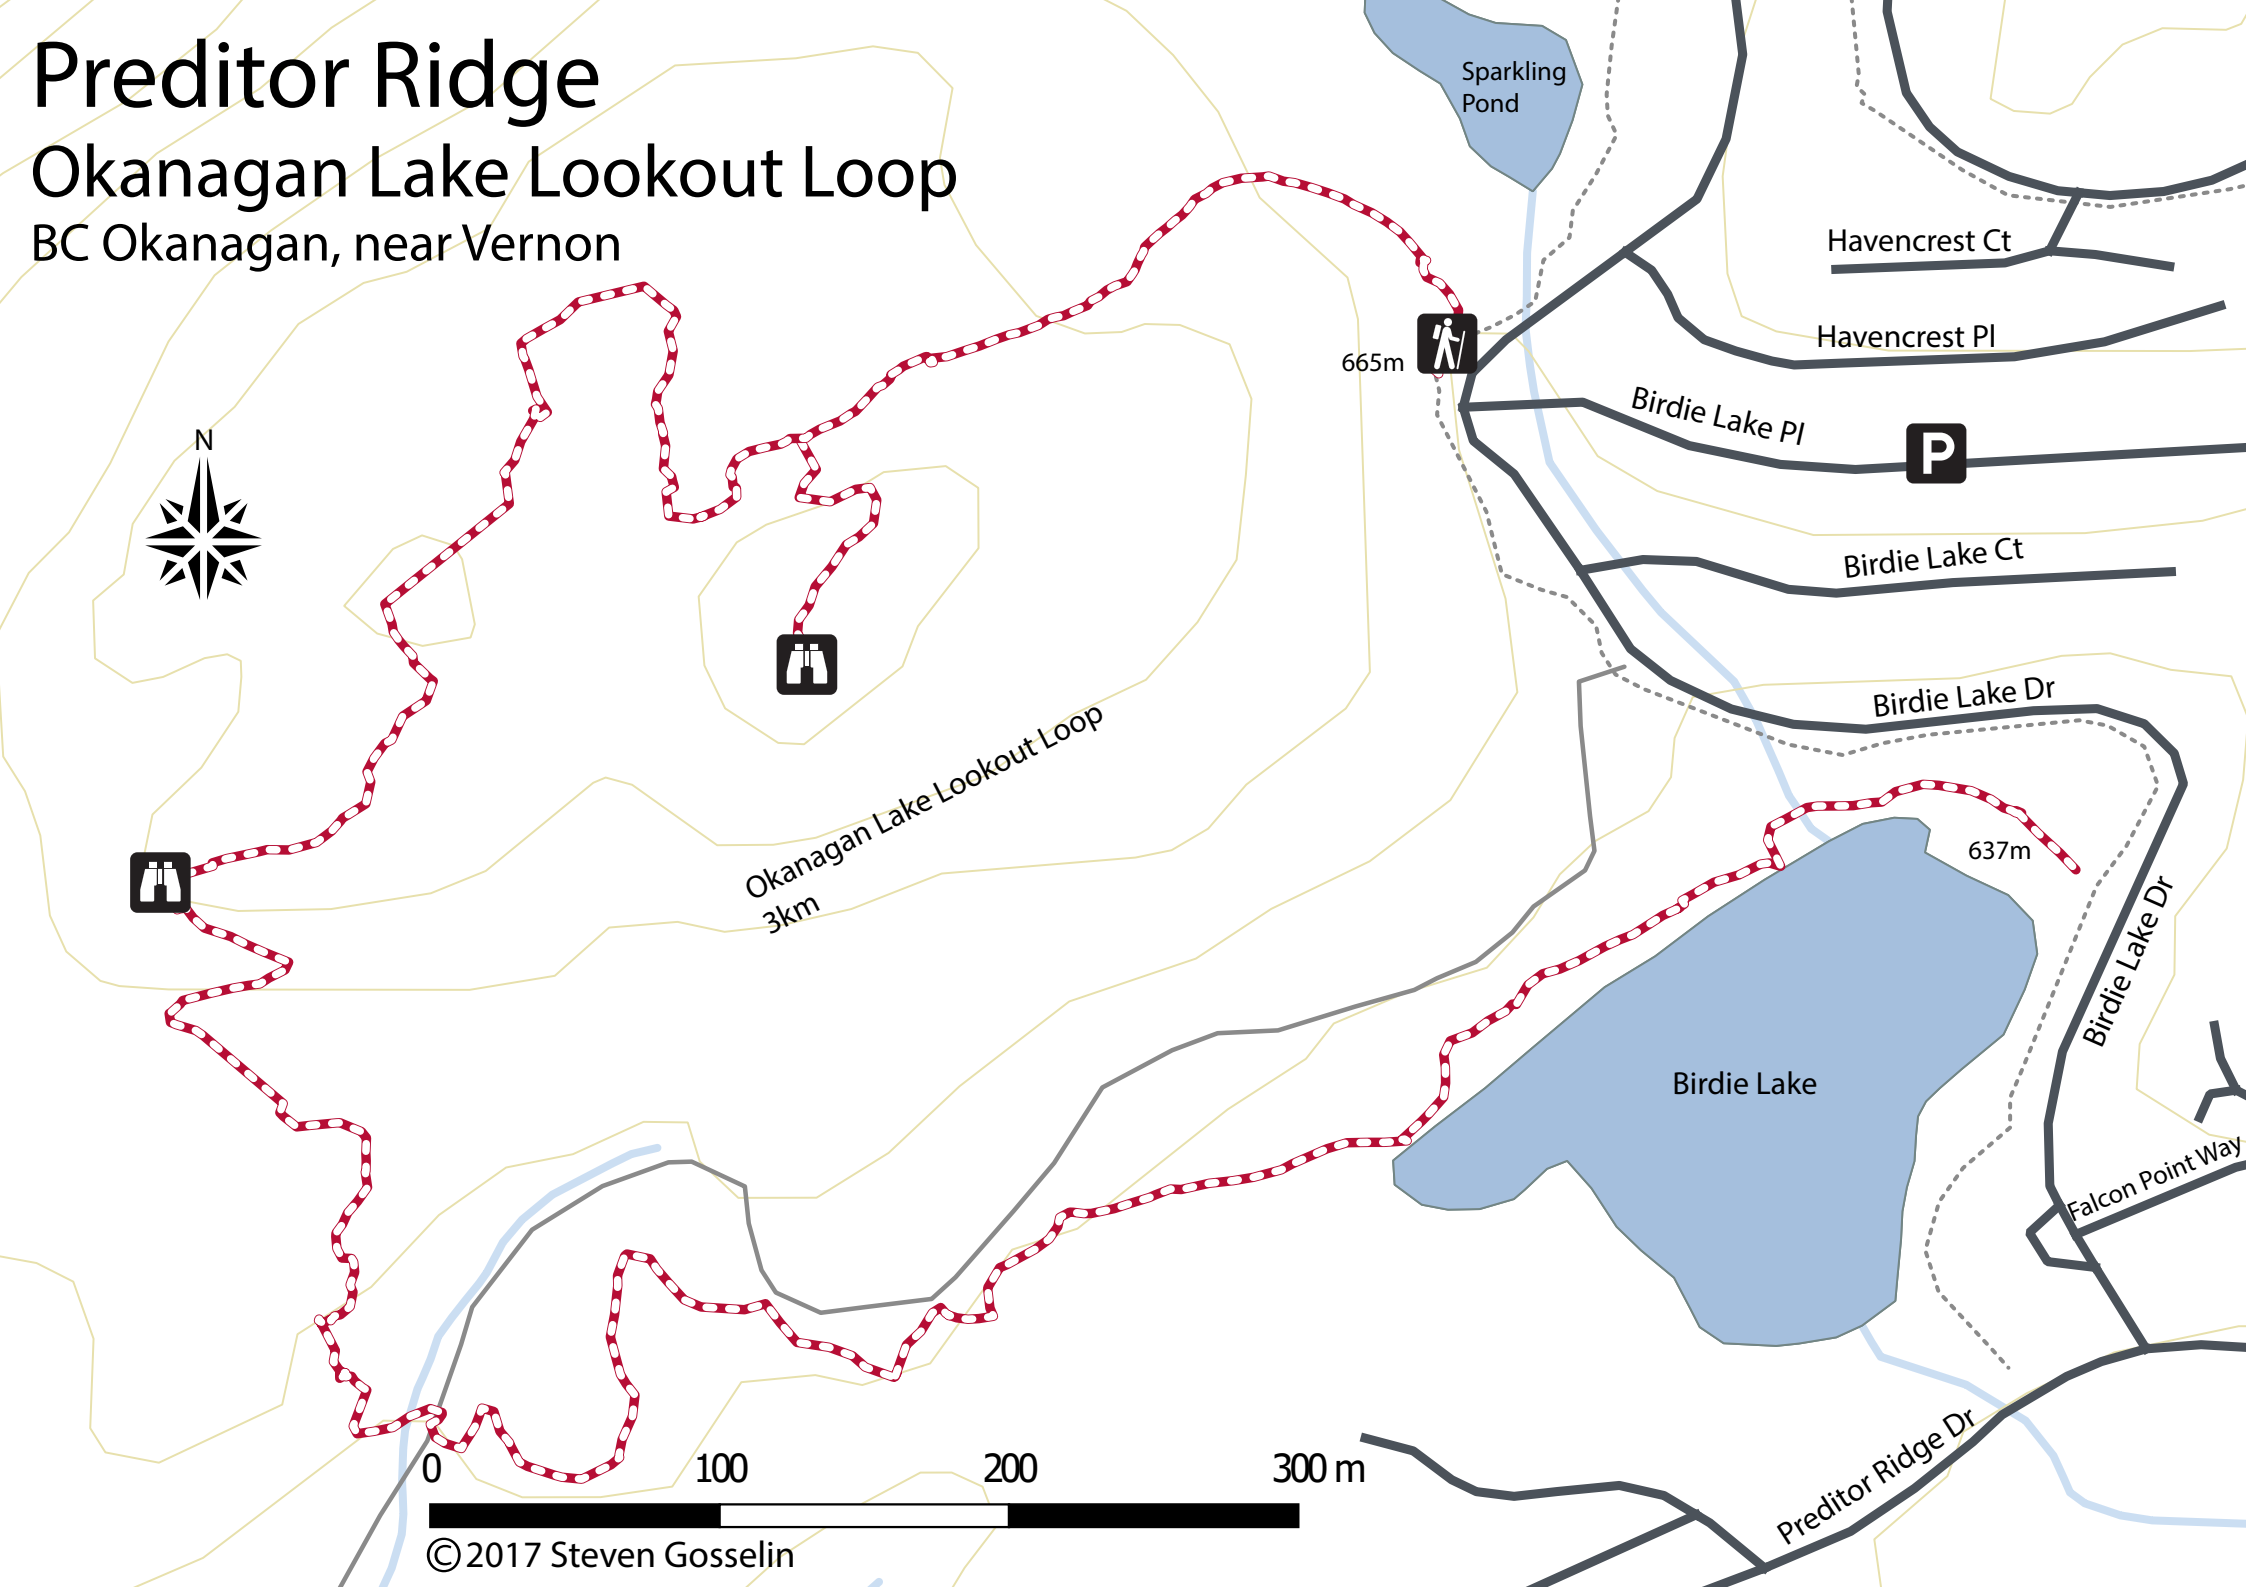 Preditor Ridge
Okanagan Lake Lookout Loop
BC Okanagan, near Vernon
Sparkling
Pond
Havencrest Ct
Havencrest Pl
665m
Birdie Lake Pl
P
N
Birdie Lake Ct
Birdie Lake Dr
Okanagan Lake Lookout Loop
3km
637m
Birdie Lake Dr
Birdie Lake
Falcon Point Way
Preditor Ridge Dr
0 100 200 300 m
©2017 Steven Gosselin